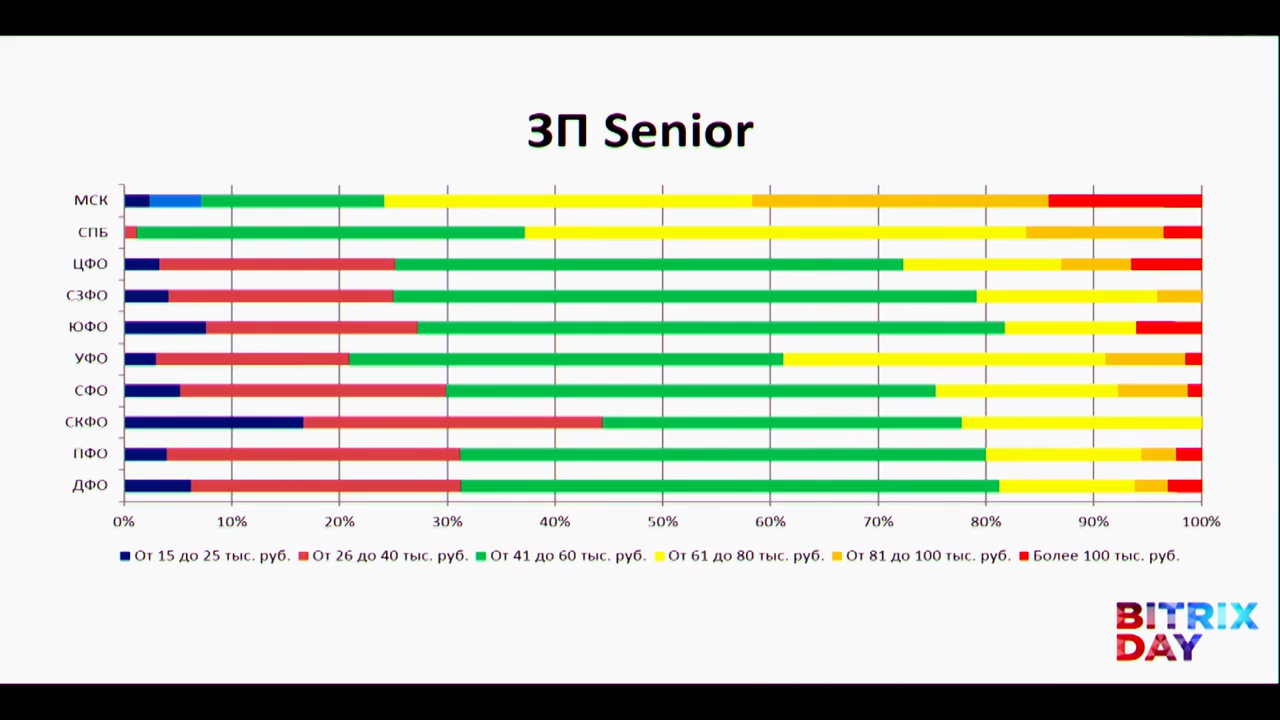 ЗП Senior
МСК
СПБ
ЦФО
СЗФО
ЮФО
УФО
СФО
СКФО
ПФО
ДФО
0% 10% 20% 30% 40% 50% 60% 70% 80% 90% 100%
От 15 до 25 тыс. руб. От 26 до 40 тыс. руб. От 41 до 60 тыс. руб. От 61 до 80 тыс. руб. От 81 до 100 тыс. руб. Более 100 тыс. руб.
BITRIX
DAY